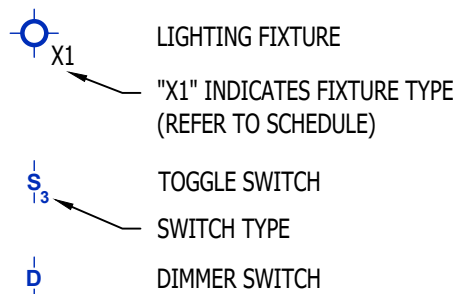 LIGHTING FIXTURE
X1
"X1" INDICATES FIXTURE TYPE
(REFER TO SCHEDULE)
S3 TOGGLE SWITCH
SWITCH TYPE
D DIMMER SWITCH